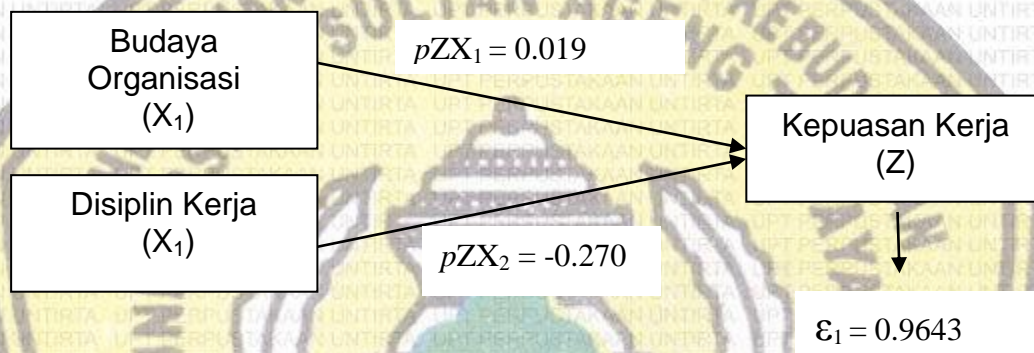 Budaya
Organisasi
(X₁)
pZX₁ = 0.019
Kepuasan Kerja
(Z)
Disiplin Kerja
(X₁)
pZX₂ = -0.270
ε₁ = 0.9643